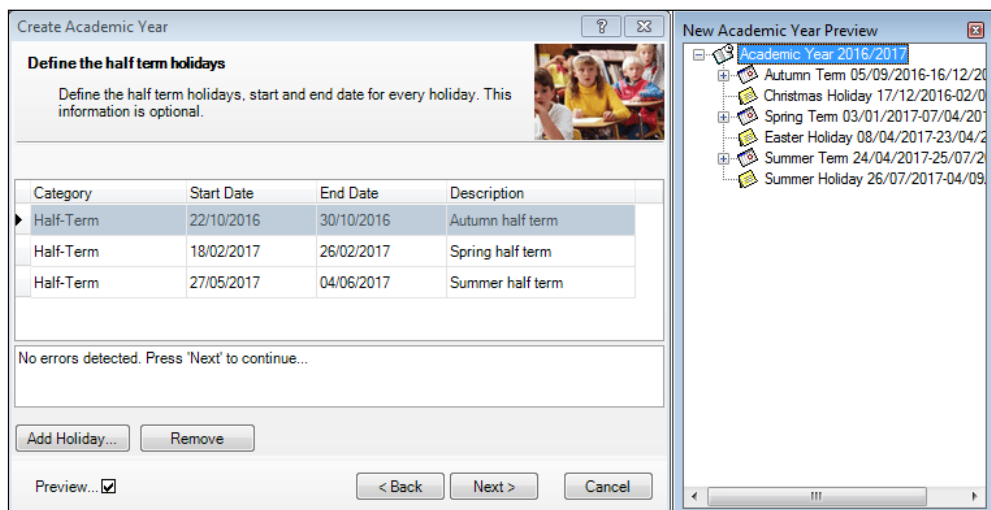 Create Academic Year
Define the half term holidays
Define the half term holidays, start and end date for every holiday. This
information is optional.
Category Start Date End Date Description
Half-Term 22/10/2016 30/10/2016 Autumn half term
Half-Term 18/02/2017 26/02/2017 Spring half term
Half-Term 27/05/2017 04/06/2017 Summer half term
No errors detected. Press 'Next' to continue...
Add Holiday... Remove
Preview... < Back Next > Cancel
New Academic Year Preview
Academic Year 2016/2017
Autumn Term 05/09/2016-16/12/20
Christmas Holiday 17/12/2016-02/0
Spring Term 03/01/2017-07/04/201
Easter Holiday 08/04/2017-23/04/2
Summer Term 24/04/2017-25/07/2
Summer Holiday 26/07/2017-04/09